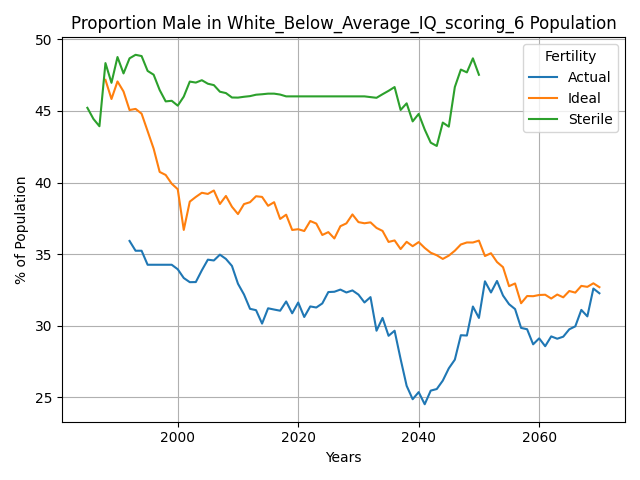 Proportion Male in White_Below_Average_IQ_scoring_6 Population
Fertility
Actual
Ideal
Sterile
% of Population
50
45
40
35
30
25
2000
2020
2040
2060
Years